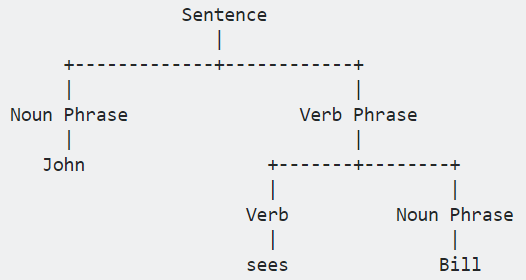 Sentence
Noun Phrase Verb Phrase
John
Verb Noun Phrase
sees Bill